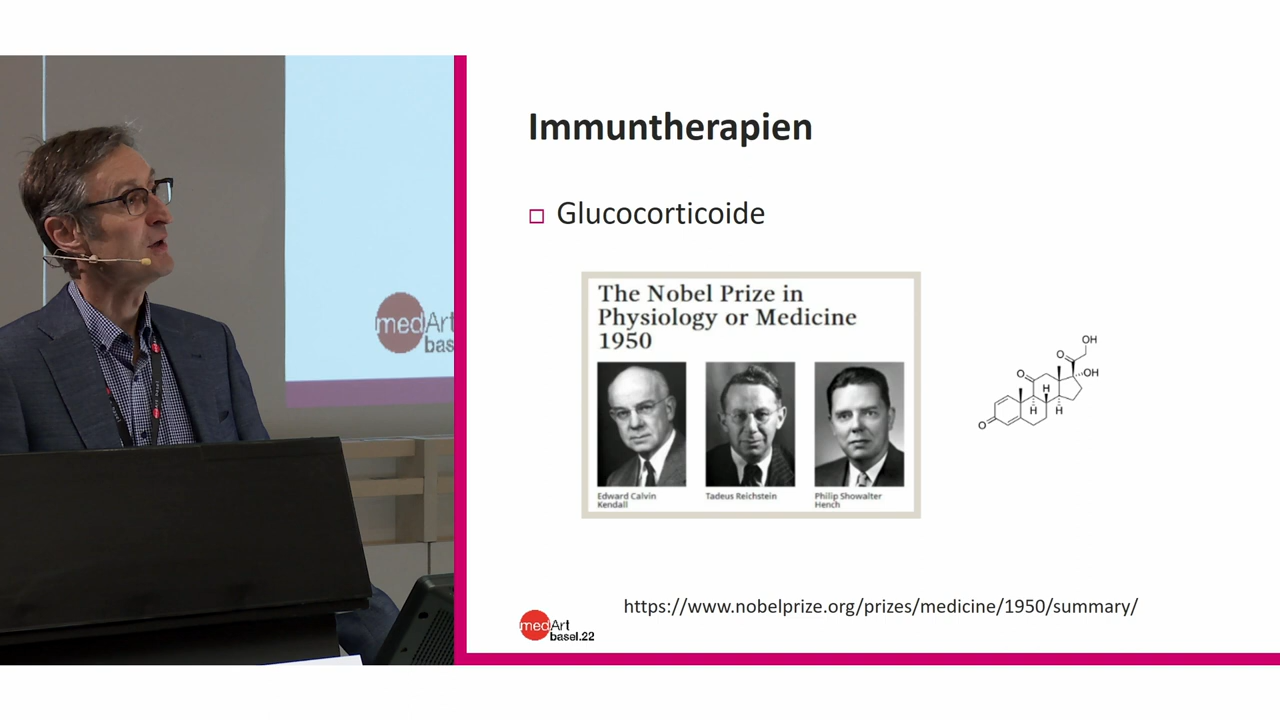 medArt
bas
Immuntherapien
Glucocorticoide
The Nobel Prize in
Physiology or Medicine
1950
Edward Calvin
Kendall
Tadeus Reichstein
Philip Showalter
Hench
O
O
OH
OH
O
H
H
H
https://www.nobelprize.org/prizes/medicine/1950/summary/
medArt
basel.22